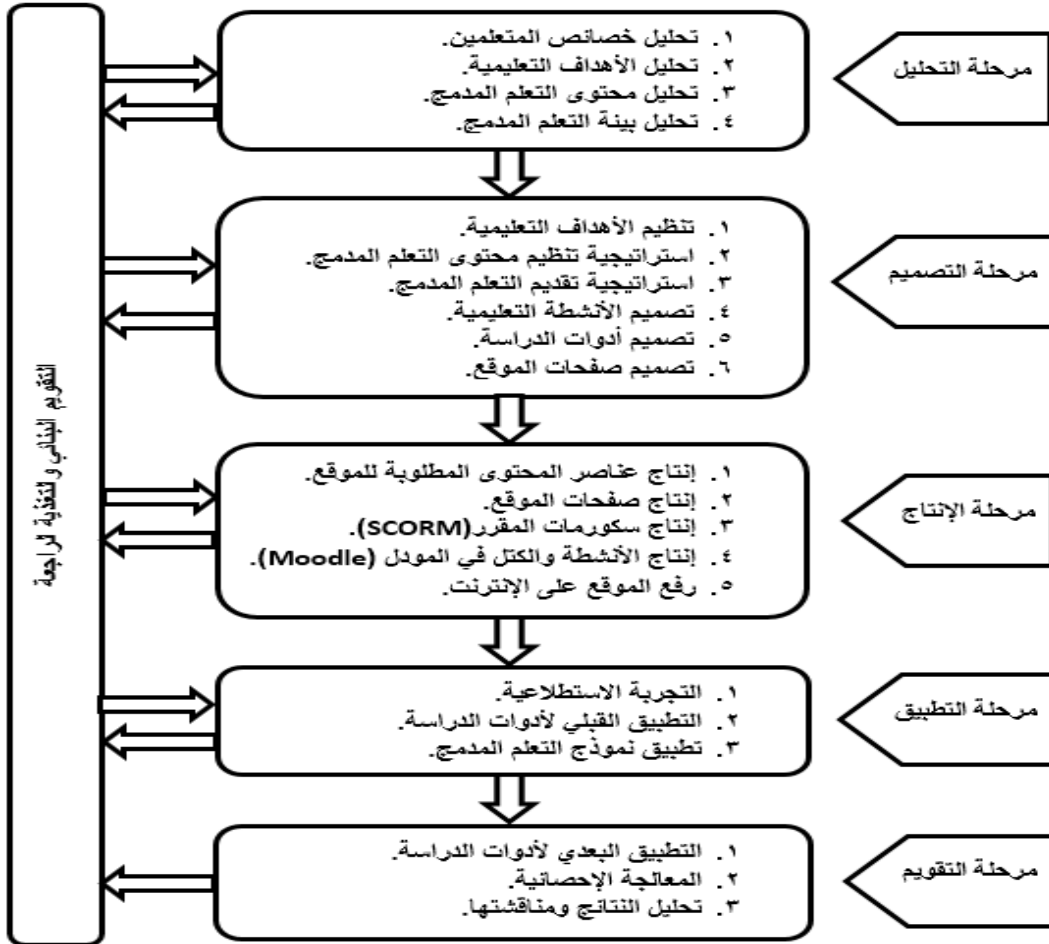 مرحلة التحليل
١. تحليل خصائص المتعلمين.
٢. تحليل الأهداف التعليمية.
٣. تحليل محتوى التعلم المدمج.
٤. تحليل بيئة التعلم المدمج.
مرحلة التصميم
١. تنظيم الأهداف التعليمية.
٢. استراتيجية تنظيم محتوى التعلم المدمج.
٣. استراتيجية تقديم التعلم المدمج.
٤. تصميم الأنشطة التعليمية.
٥. تصميم أدوات الدراسة.
٦. تصميم صفحات الموقع.
مرحلة الإنتاج
١. إنتاج عناصر المحتوى المطلوبة للموقع.
٢. إنتاج صفحات الموقع.
٣. إنتاج سكورمات المقرر(SCORM).
٤. إنتاج الأنشطة والكتل في المودل (Moodle).
٥. رفع الموقع على الإنترنت.
مرحلة التطبيق
١. التجربة الاستطلاعية.
٢. التطبيق القبلي لأدوات الدراسة.
٣. تطبيق نموذج التعلم المدمج.
مرحلة التقويم
١. التطبيق البعدي لأدوات الدراسة.
٢. المعالجة الإحصائية.
٣. تحليل النتائج ومناقشتها.
التقويم البنائي والتغذية الراجعة